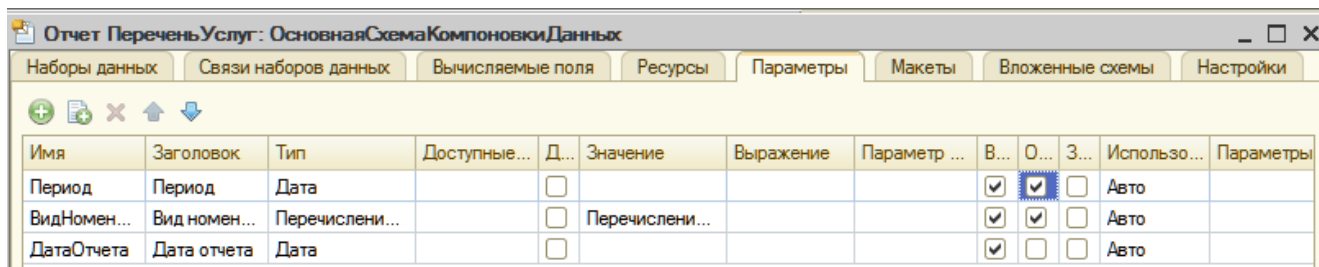 Отчет ПереченьУслуг: ОсновнаяСхемаКомпоновкиДанных
Наборы данных Связи наборов данных Вычисляемые поля Ресурсы Параметры Макеты Вложенные схемы Настройки
Имя Заголовок Тип Доступные... Д... Значение Выражение Параметр ... В... О... З... Использо... Параметры
Период Период Дата Авто
ВидНомен... Вид номен... Перечислени... Перечислени... Авто
ДатаОтчета Дата отчета Дата Авто